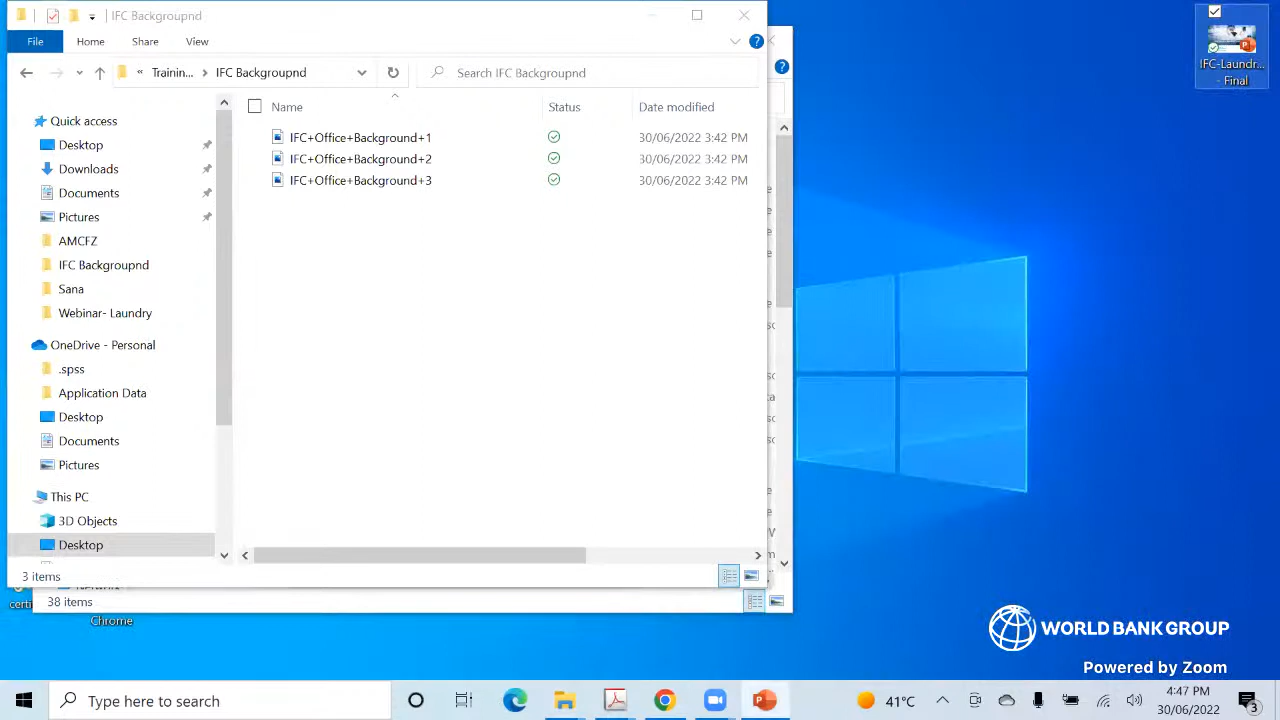 IFC Backgroupnd
File
Home
Share
View
« Trainin... > IFC Backgroupnd
Search IFC Backgroupnd
Name
Status
Date modified
IFC+Office+Background+1
30/06/2022 3:42 PM
IFC+Office+Background+2
30/06/2022 3:42 PM
IFC+Office+Background+3
30/06/2022 3:42 PM
Quick access
Desktop
Downloads
Documents
Pictures
AMCFZ
IFC Backgroupnd
Sana
Webinar- Laundry
OneDrive - Personal
.spss
Application Data
Desktop
Documents
Pictures
This PC
3D Objects
Desktop
3 items
38 items
Chrome
IFC-Laundr...
- Final
WORLD BANK GROUP
Powered by Zoom
Type here to search
41°C
4:47 PM
30/06/2022
3